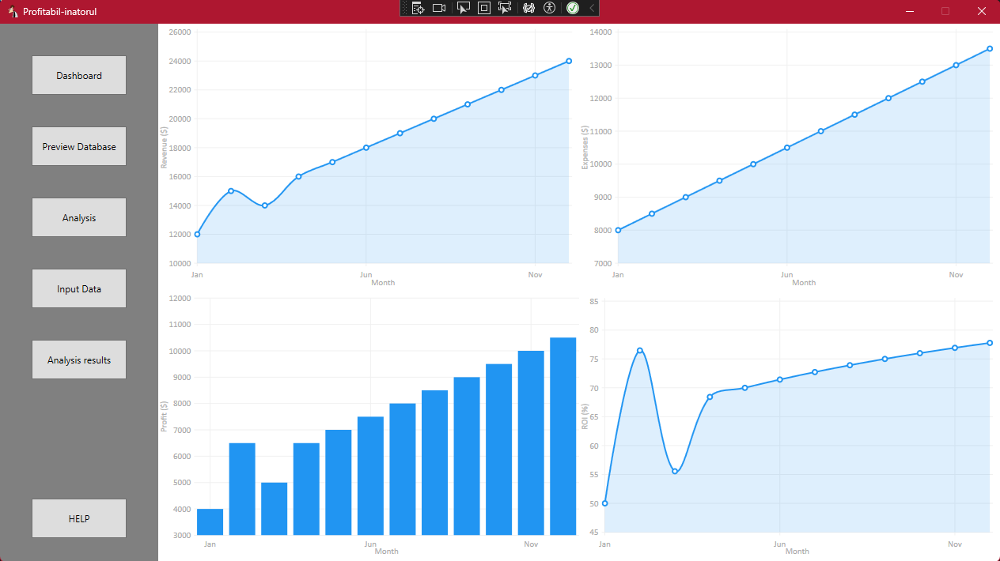 Profitabil-inatorul
Dashboard
Preview Database
Analysis
Input Data
Analysis results
HELP
Revenue ($)
26000
24000
22000
20000
18000
16000
14000
12000
10000
Jan Jun Nov
Month
Expenses ($)
14000
13000
12000
11000
10000
9000
8000
7000
Jan Jun Nov
Month
Profit ($)
12000
11000
10000
9000
8000
7000
6000
5000
4000
3000
Jan Jun Nov
Month
ROI (%)
85
80
75
70
65
60
55
50
45
Jan Jun Nov
Month